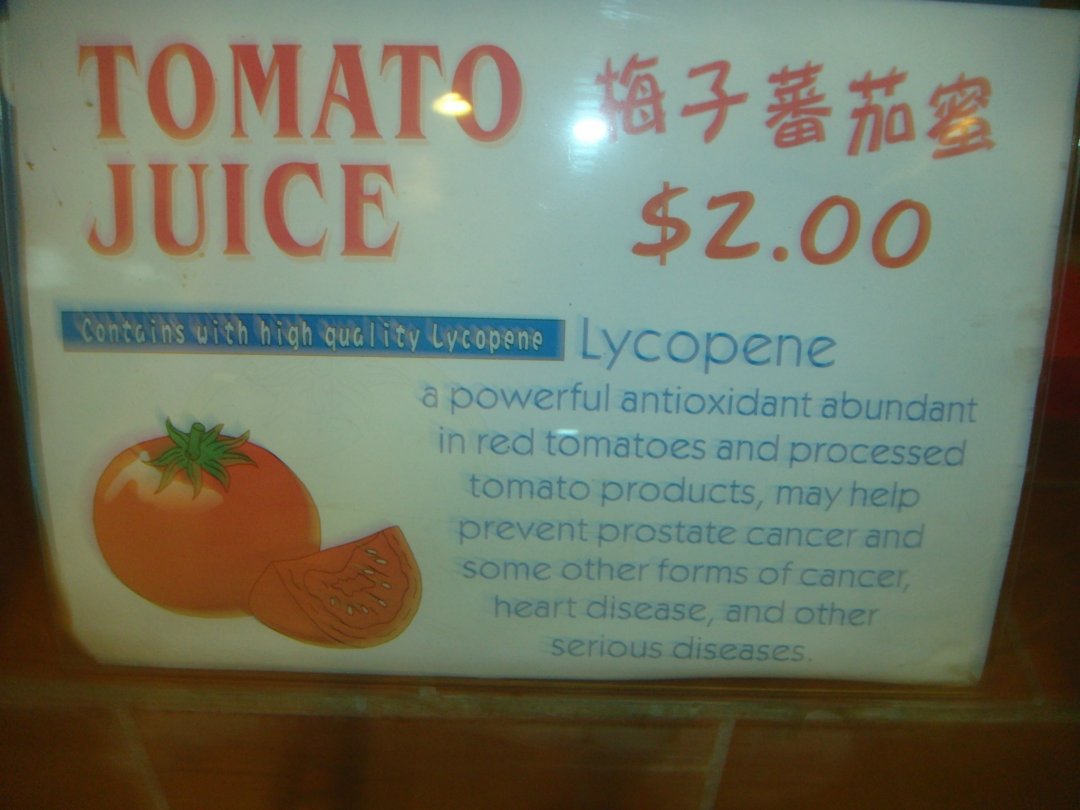 TOMATO
JUICE
梅子蕃茄蜜
$2.00
Contains with high quality Lycopene
Lycopene
a powerful antioxidant abundant
in red tomatoes and processed
tomato products, may help
prevent prostate cancer and
some other forms of cancer,
heart disease, and other
serious diseases.